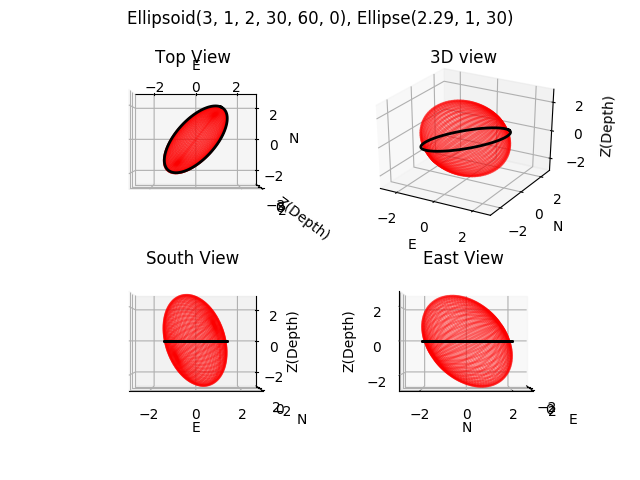 Ellipsoid(3, 1, 2, 30, 60, 0), Ellipse(2.29, 1, 30)
Top View
E
−2 0 2
2
0
−2
N
Z(Depth)
3D view
2
0
−2
Z(Depth)
−2 0 2
E
−2 0 2
N
South View
2
0
−2
Z(Depth)
−2 0 2
E
N
East View
Z(Depth)
2
0
−2
−2 0 2
N
E